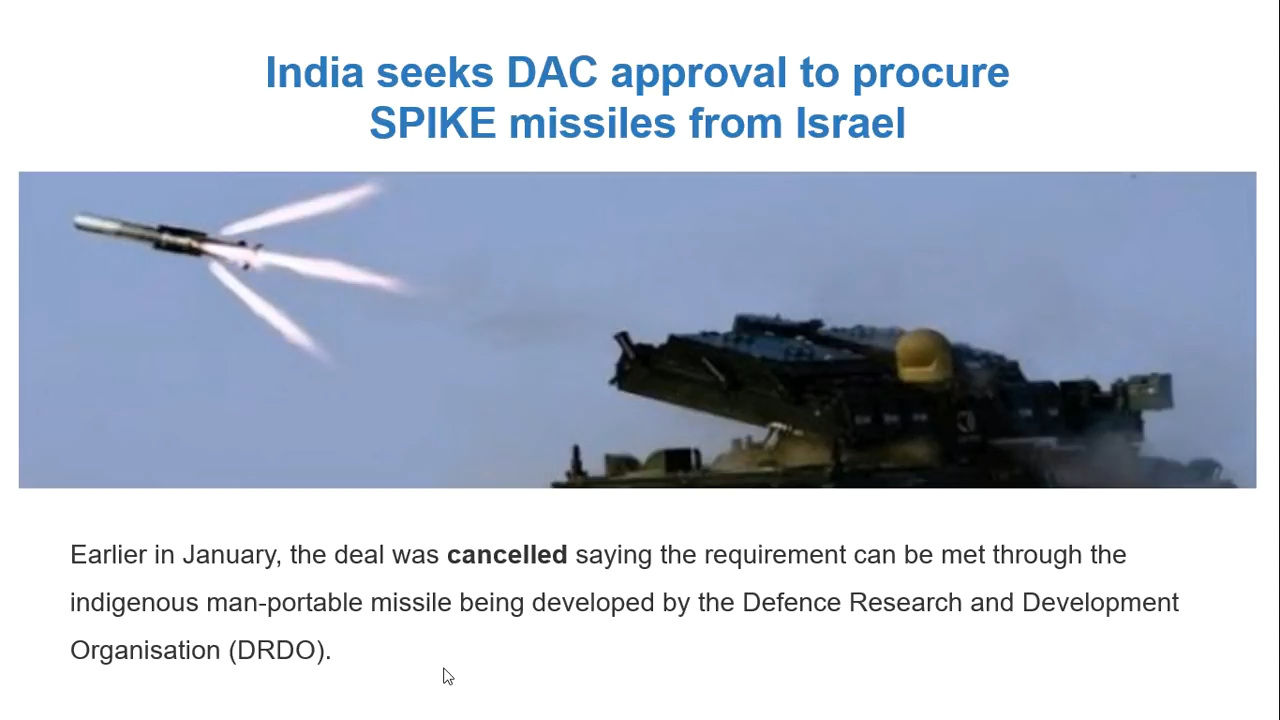 India seeks DAC approval to procure
SPIKE missiles from Israel
Earlier in January, the deal was cancelled saying the requirement can be met through the
indigenous man-portable missile being developed by the Defence Research and Development
Organisation (DRDO).